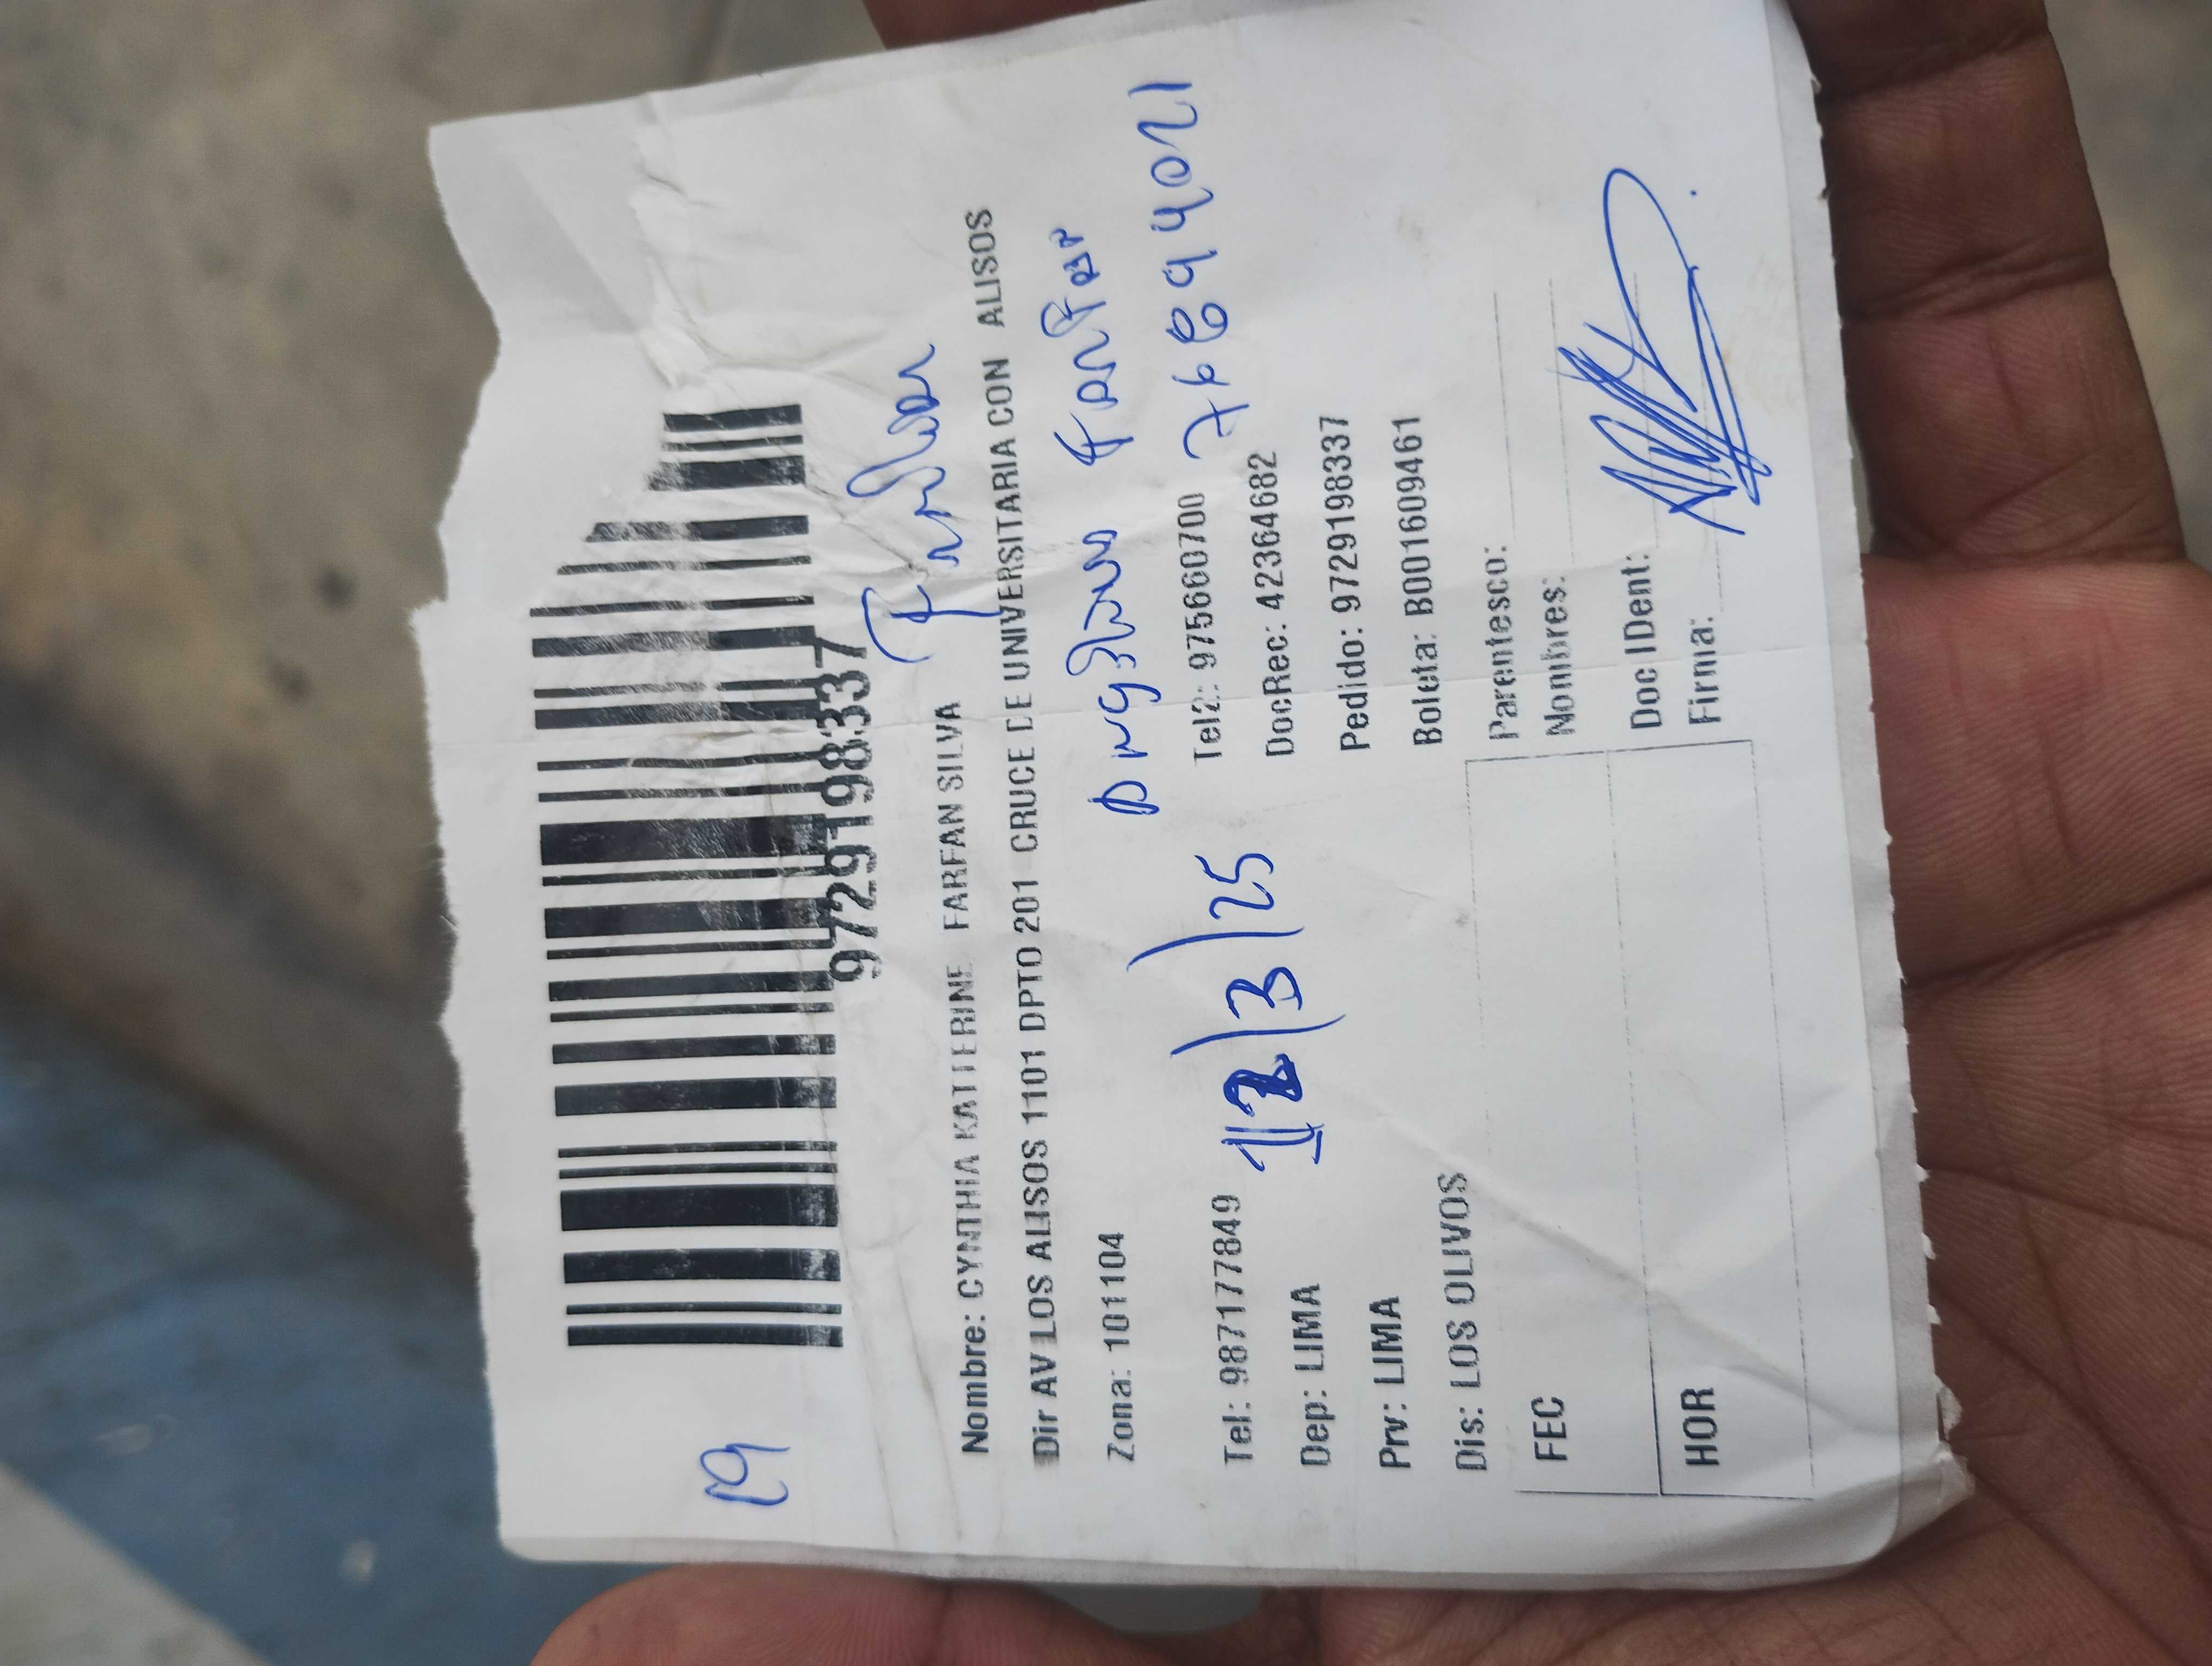 19
9729198337
Familiar
Nombre: CYNTHIA KATTERINE FARFAN SILVA
Dir AV LOS ALISOS 1101 DPTO 201 CRUCE DE UNIVERSITARIA CON ALISOS
Zona: 101104
Tel: 987177849
12/3/25
Tel2: 975660700
76694021
Dep: LIMA
DocRec: 42364682
Prv: LIMA
Pedido: 9729198337
Dis: LOS OLIVOS
Boleta: B001609461
FEC
Parentesco:
Nombres:
HOR
Doc IDent:
Firma: